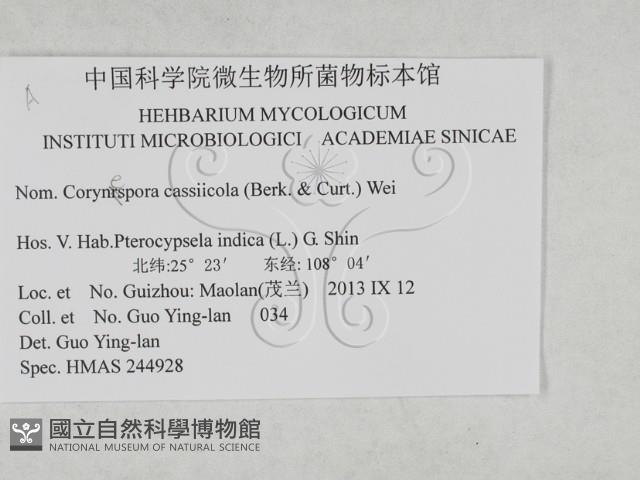 A
中国科学院微生物所菌物标本馆
HEHBARIUM MYCOLOGICUM
INSTITUTI MICROBIOLOGICI ACADEMIAE SINICAE
Nom. Corynrspora cassiicola (Berk. & Curt.) Wei
Hos. V. Hab.Pterocypsela indica (L.) G. Shin
北纬:25°23′ 东经:108°04′
Loc. et No. Guizhou: Maolan(茂兰) 2013 IX 12
Coll. et No. Guo Ying-lan 034
Det. Guo Ying-lan
Spec. HMAS 244928
國立自然科學博物館
NATIONAL MUSEUM OF NATURAL SCIENCE